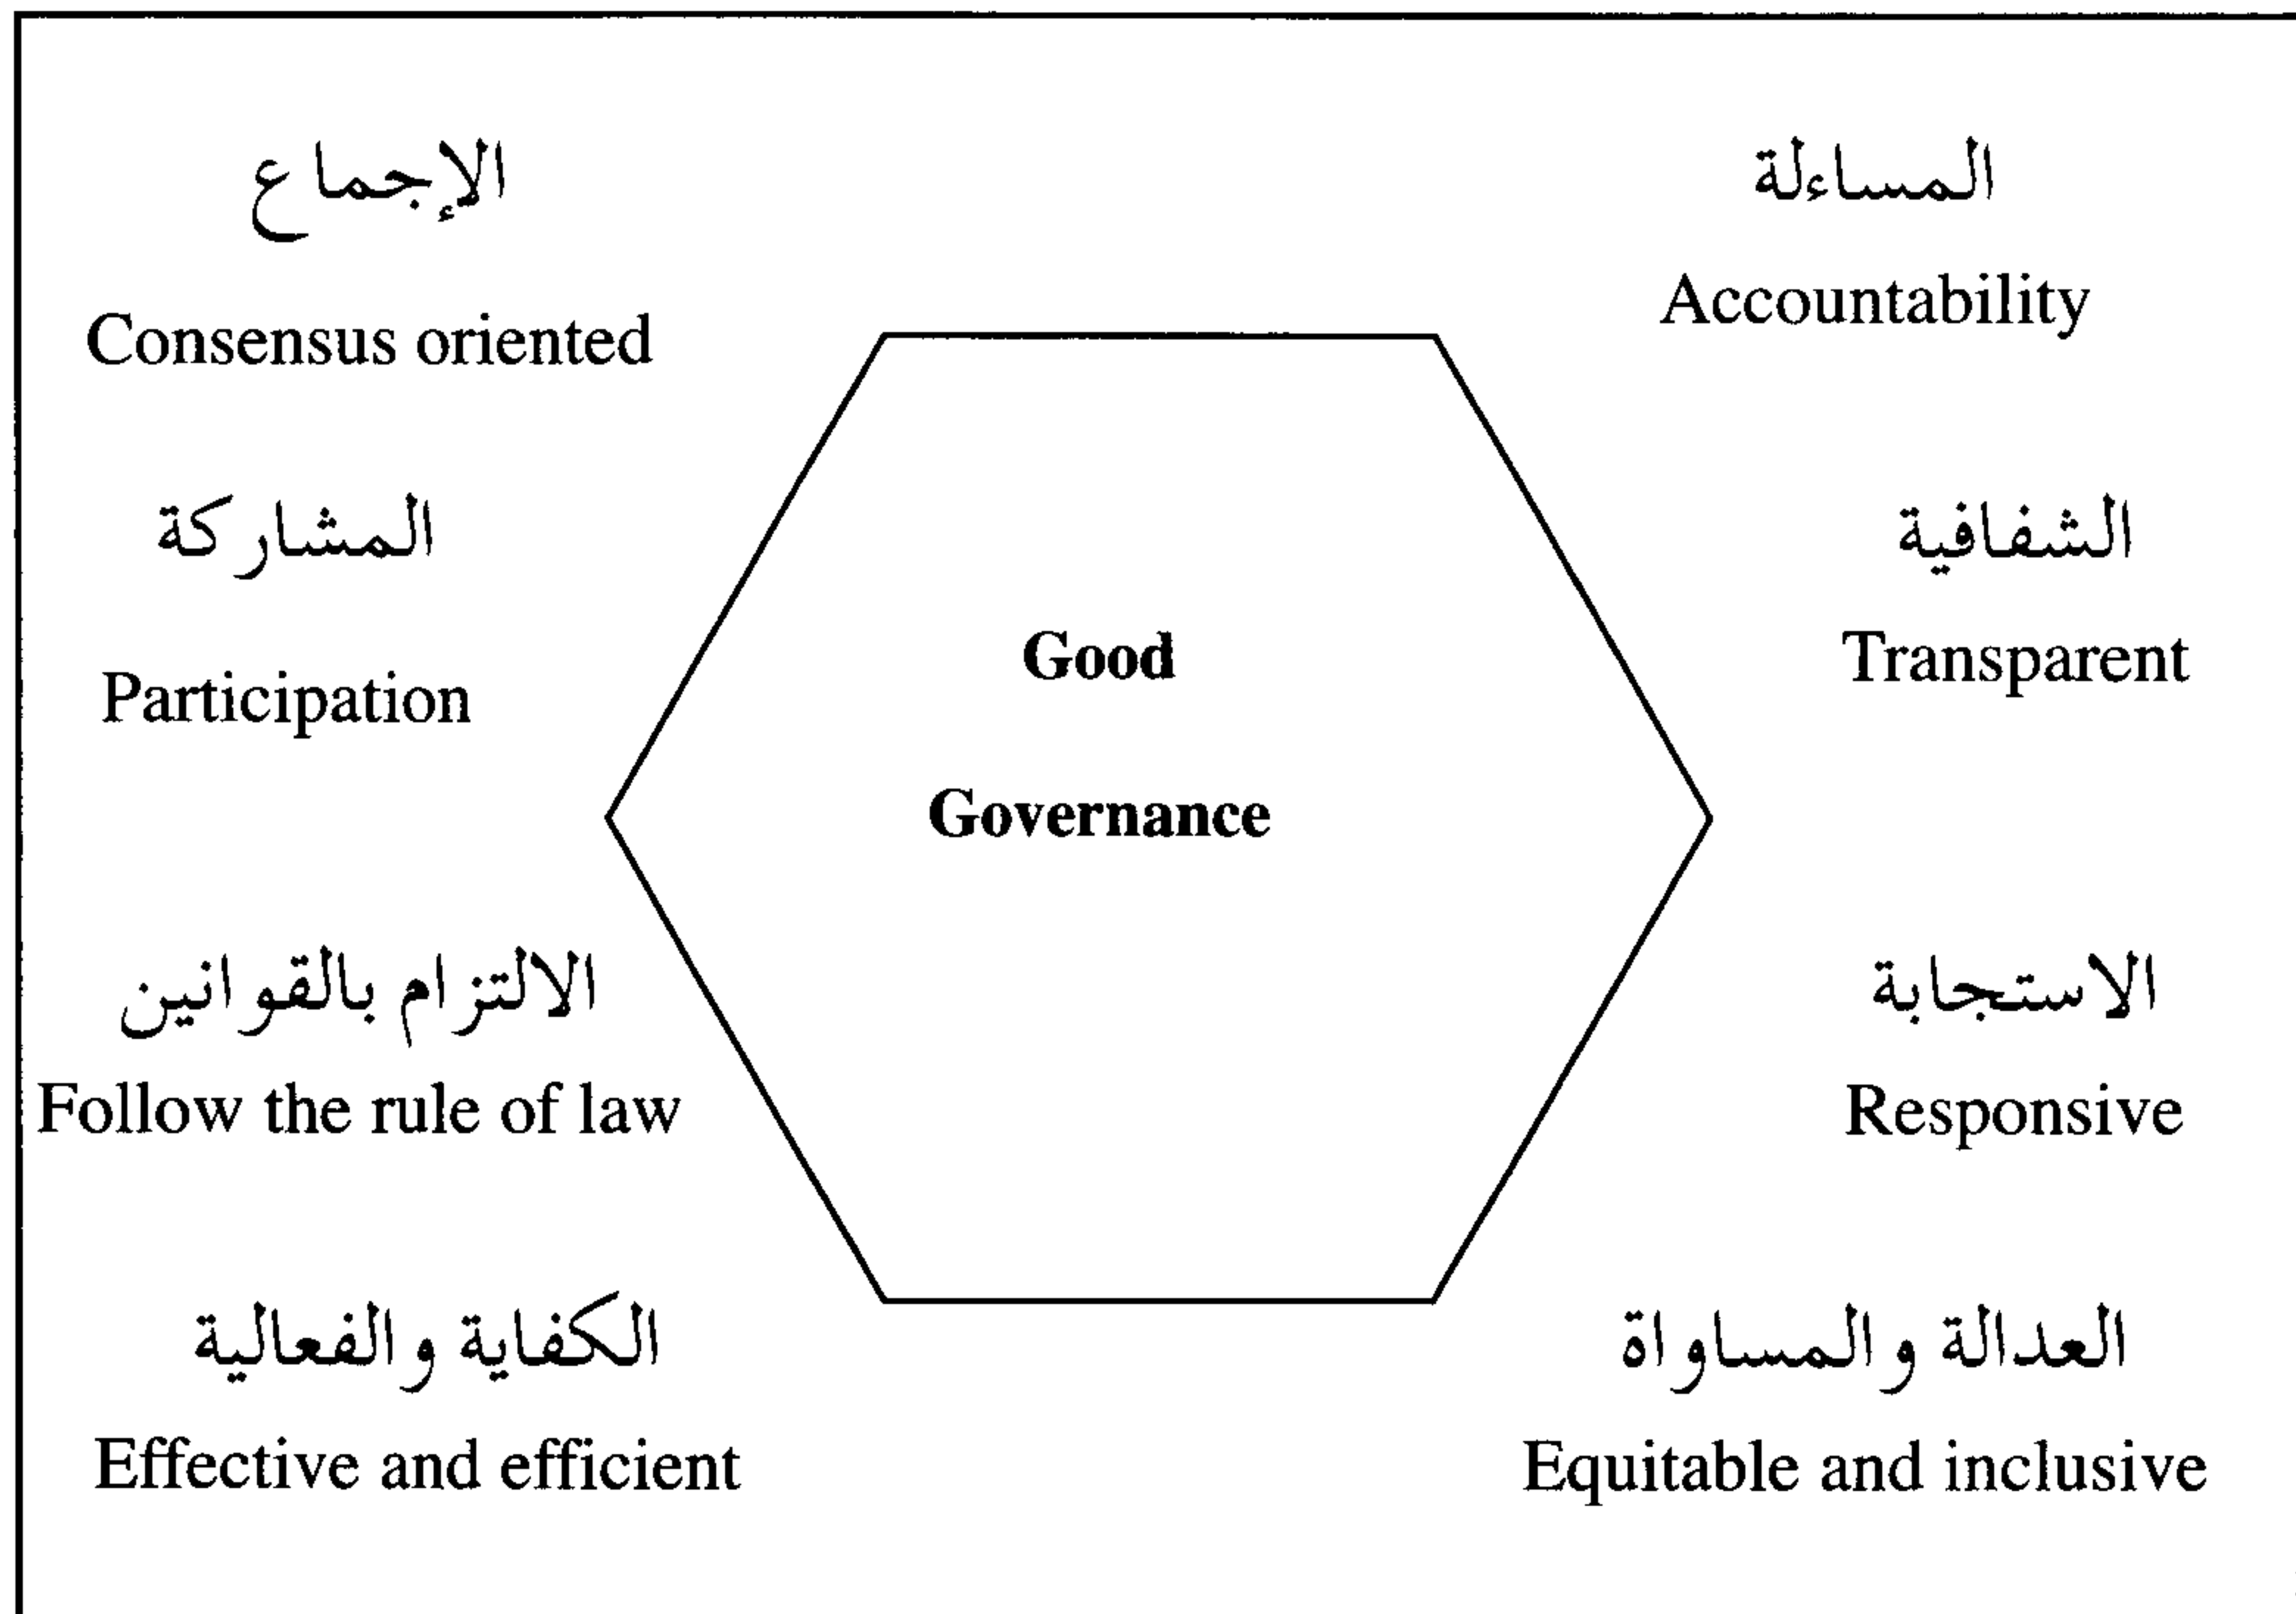 الإجماع
Consensus oriented
المساءلة
Accountability
المشاركة
Participation
الشفافية
Transparent
Good
Governance
الالتزام بالقوانين
Follow the rule of law
الاستجابة
Responsive
الكفاية والفعالية
Effective and efficient
العدالة والمساواة
Equitable and inclusive